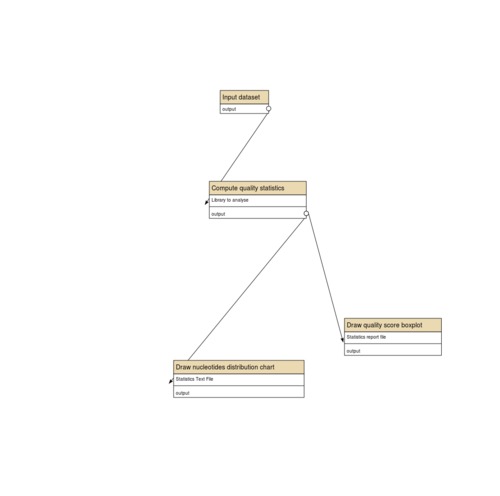 Input dataset
output
Compute quality statistics
Library to analyse
output
Draw quality score boxplot
Statistics report file
output
Draw nucleotides distribution chart
Statistics Text File
output